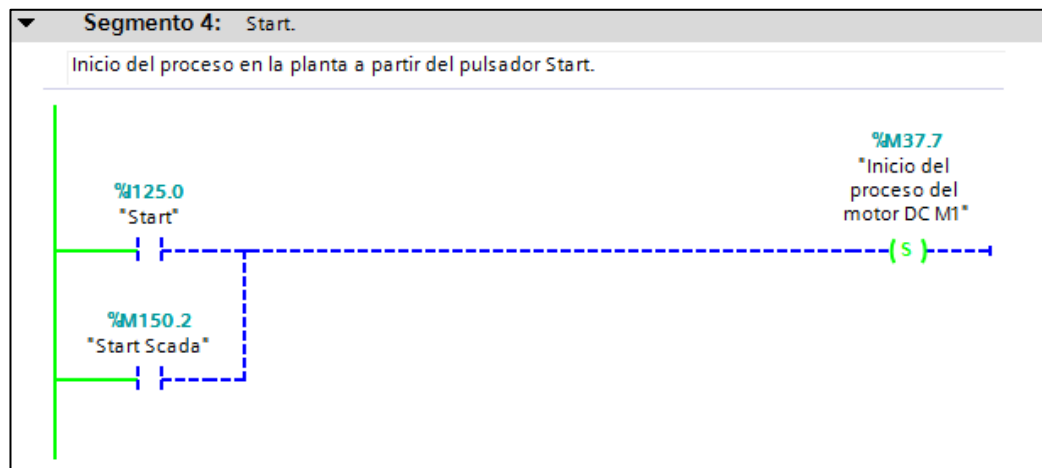 Segmento 4: Start.
Inicio del proceso en la planta a partir del pulsador Start.
%M37.7
"Inicio del
proceso del
motor DC M1"
%I125.0
"Start"
( S )
%M150.2
"Start Scada"